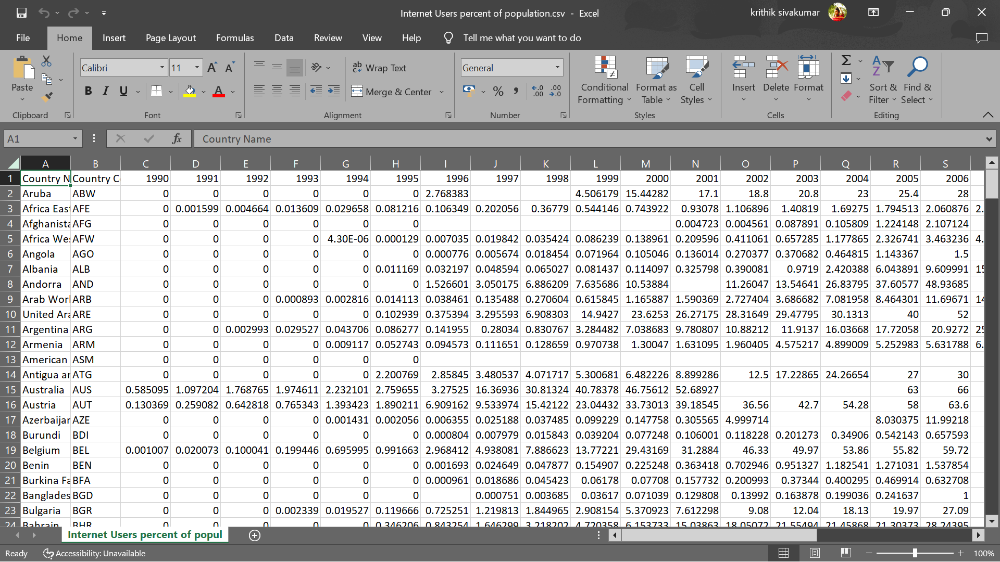 Internet Users percent of population.csv - Excel
krithik sivakumar
File Home Insert Page Layout Formulas Data Review View Help Tell me what you want to do
Calibri 11 Wrap Text General
Paste B I U A Merge & Center % , Conditional Formatting Format as Table Cell Styles Insert Delete Format Sort & Filter Find & Select
Clipboard Font Alignment Number Styles Cells Editing
A1 fx Country Name
A B C D E F G H I J K L M N O P Q R S
1 Country N Country C 1990 1991 1992 1993 1994 1995 1996 1997 1998 1999 2000 2001 2002 2003 2004 2005 2006
2 Aruba ABW 0 0 0 0 0 0 2.768383 4.506179 15.44282 17.1 18.8 20.8 23 25.4 28
3 Africa East AFE 0 0.001599 0.004664 0.013609 0.029658 0.081216 0.106349 0.202056 0.36779 0.544146 0.743922 0.93078 1.106896 1.40819 1.69275 1.794513 2.060876 2.
4 Afghanista AFG 0 0 0 0 0 0 0.004723 0.004561 0.087891 0.105809 1.224148 2.107124
5 Africa Wes AFW 0 0 0 0 4.30E-06 0.000129 0.007035 0.019842 0.035424 0.086239 0.138961 0.209596 0.411061 0.657285 1.177865 2.326741 3.463236 4.
6 Angola AGO 0 0 0 0 0 0 0.000776 0.005674 0.018454 0.071964 0.105046 0.136014 0.270377 0.370682 0.464815 1.143367 1.5
7 Albania ALB 0 0 0 0 0 0.011169 0.032197 0.048594 0.065027 0.081437 0.114097 0.325798 0.390081 0.9719 2.420388 6.043891 9.609991 15
8 Andorra AND 0 0 0 0 0 0 1.526601 3.050175 6.886209 7.635686 10.53884 11.26047 13.54641 26.83795 37.60577 48.93685
9 Arab Worl ARB 0 0 0 0.000893 0.002816 0.014113 0.038461 0.135488 0.270604 0.615845 1.165887 1.590369 2.727404 3.686682 7.081958 8.464301 11.69671 14
10 United Ara ARE 0 0 0 0 0 0.102939 0.375394 3.295593 6.908303 14.9427 23.6253 26.27175 28.31649 29.47795 30.1313 40 52
11 Argentina ARG 0 0 0.002993 0.029527 0.043706 0.086277 0.141955 0.28034 0.830767 3.284482 7.038683 9.780807 10.88212 11.9137 16.03668 17.72058 20.9272 25
12 Armenia ARM 0 0 0 0 0.009117 0.052743 0.094573 0.111651 0.128659 0.970738 1.30047 1.631095 1.960405 4.575217 4.899009 5.252983 5.631788 6.
13 American ASM 0 0 0 0 0 0
14 Antigua ar ATG 0 0 0 0 0 2.200769 2.85845 3.480537 4.071717 5.300681 6.482226 8.899286 12.5 17.22865 24.26654 27 30
15 Australia AUS 0.585095 1.097204 1.768765 1.974611 2.232101 2.759655 3.27525 16.36936 30.81324 40.78378 46.75612 52.68927 63 66
16 Austria AUT 0.130369 0.259082 0.642818 0.765343 1.393423 1.890211 6.909162 9.533974 15.42122 23.04432 33.73013 39.18545 36.56 42.7 54.28 58 63.6
17 Azerbaijar AZE 0 0 0 0 0.001431 0.002056 0.006355 0.025188 0.037485 0.099229 0.147758 0.305565 4.999714 8.030375 11.99218
18 Burundi BDI 0 0 0 0 0 0 0.000804 0.007979 0.015843 0.039204 0.077248 0.106001 0.118228 0.201273 0.34906 0.542143 0.657593
19 Belgium BEL 0.001007 0.020073 0.100041 0.199446 0.695995 0.991663 2.968412 4.938081 7.886623 13.77221 29.43169 31.2884 46.33 49.97 53.86 55.82 59.72
20 Benin BEN 0 0 0 0 0 0 0.001693 0.024649 0.047877 0.154907 0.225248 0.363418 0.702946 0.951327 1.182541 1.271031 1.537854
21 Burkina Fa BFA 0 0 0 0 0 0 0.000961 0.018686 0.045423 0.06178 0.07708 0.157732 0.200993 0.37344 0.400295 0.469914 0.632708
22 Banglades BGD 0 0 0 0 0 0 0.000751 0.003685 0.03617 0.071039 0.129808 0.13992 0.163878 0.199036 0.241637 1
23 Bulgaria BGR 0 0 0 0.002339 0.019527 0.119666 0.725251 1.219813 1.844965 2.908154 5.370923 7.612298 9.08 12.04 18.13 19.97 27.09
24 Bahrain BHR 0 0 0 0 0 0.346206 0.843254 1.646299 3.218202 4.720358 6.153733 15.03863 18.05072 21.55494 21.45868 21.30373 28.24395
Internet Users percent of popul
Ready Accessibility: Unavailable 100%